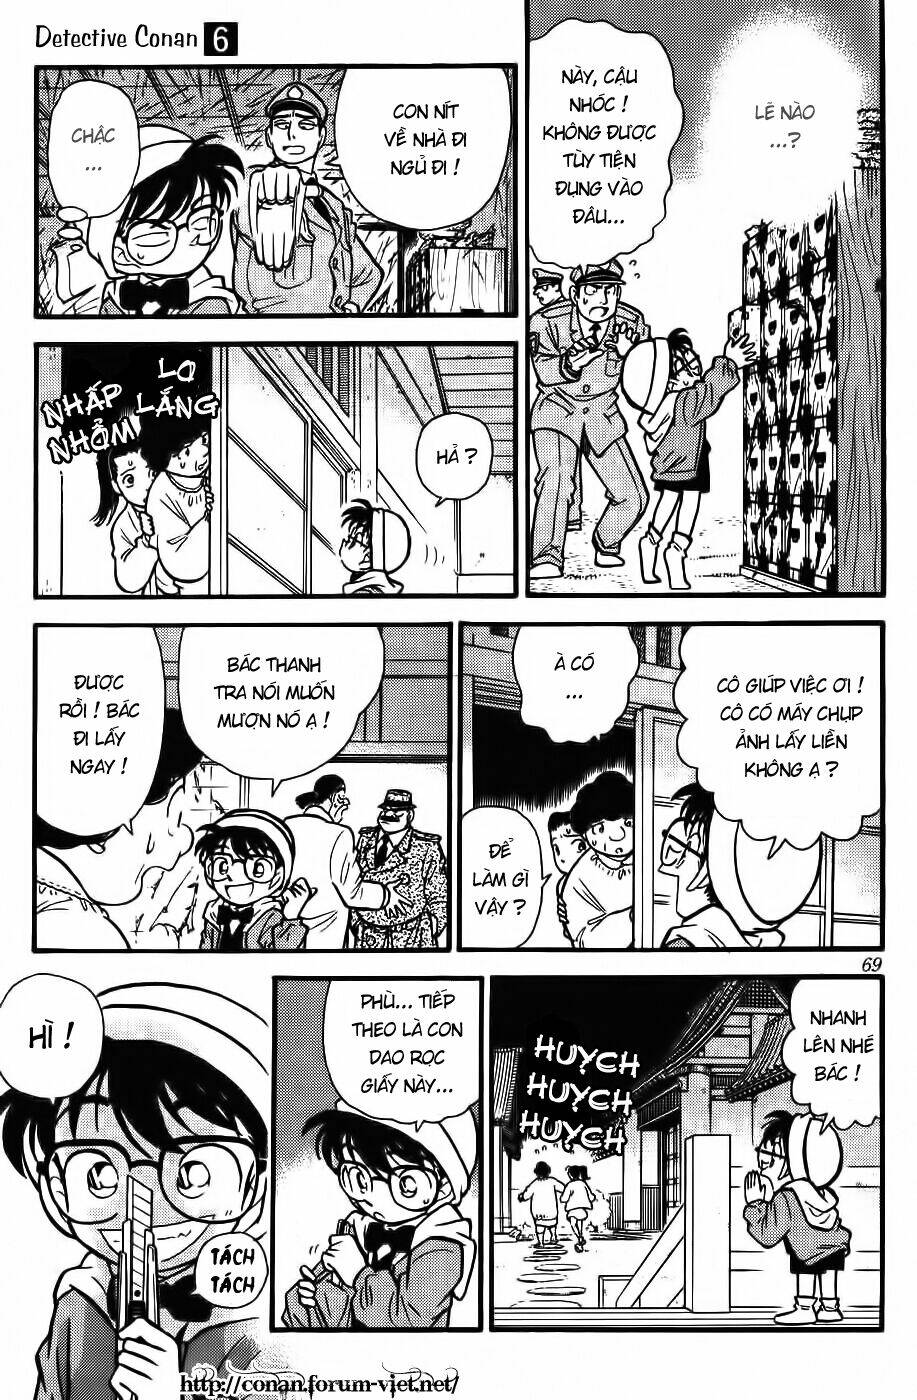 Detective Conan 6
LẼ NÀO
...?
NÀY, CẬU
NHÓC !
KHÔNG ĐƯỢC
TÙY TIỆN
ĐỤNG VÀO
ĐÂU...
CON NÍT
VỀ NHÀ ĐI
NGỦ ĐI !
CHẬC
...
HẢ ?
LO
LẮNG
NHẤP
NHỔM
CÔ GIÚP VIỆC ƠI !
CÔ CÓ MÁY CHỤP
ẢNH LẤY LIỀN
KHÔNG Ạ ?
À CÓ
...
ĐỂ
LÀM GÌ
VẬY ?
BÁC THANH
TRA NÓI MUỐN
MƯỢN NÓ Ạ !
ĐƯỢC
RỒI ! BÁC
ĐI LẤY
NGAY !
69
NHANH
LÊN NHÉ
BÁC !
HUỴCH
HUỴCH
HUỴCH
PHÙ... TIẾP
THEO LÀ CON
DAO RỌC
GIẤY NÀY...
HÌ !
TÁCH
TÁCH
http://conan.forum-viet.net/